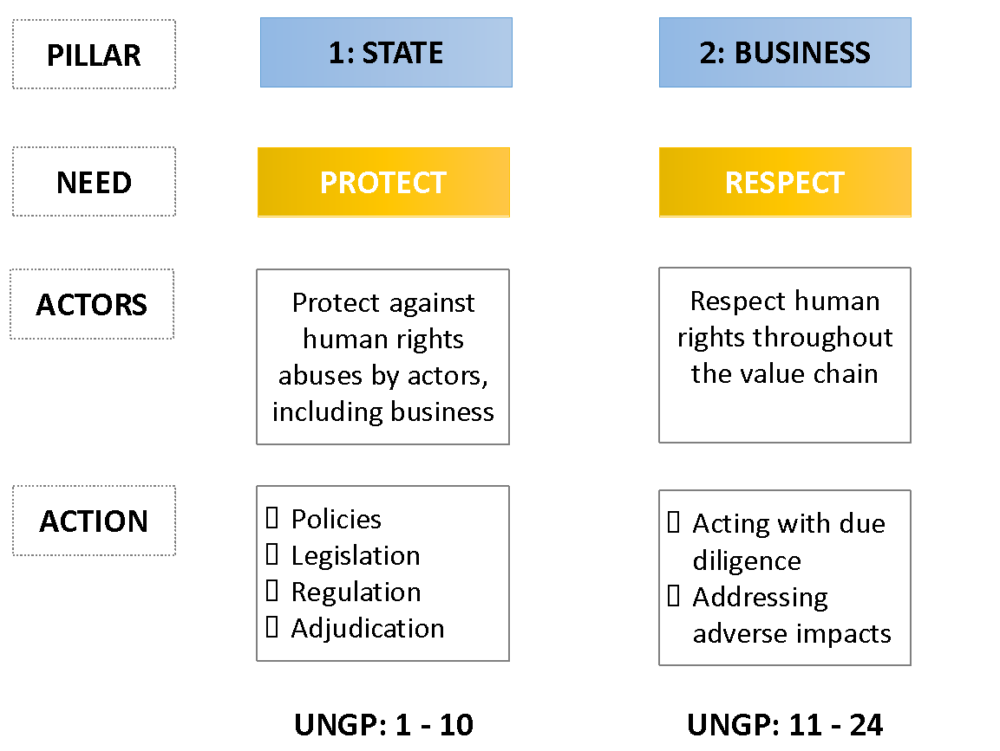 PILLAR
1: STATE
2: BUSINESS
NEED
PROTECT
RESPECT
ACTORS
Protect against
human rights
abuses by actors,
including business
Respect human
rights throughout
the value chain
ACTION
Policies
Legislation
Regulation
Adjudication
Acting with due
diligence
Addressing
adverse impacts
UNGP: 1 - 10
UNGP: 11 - 24